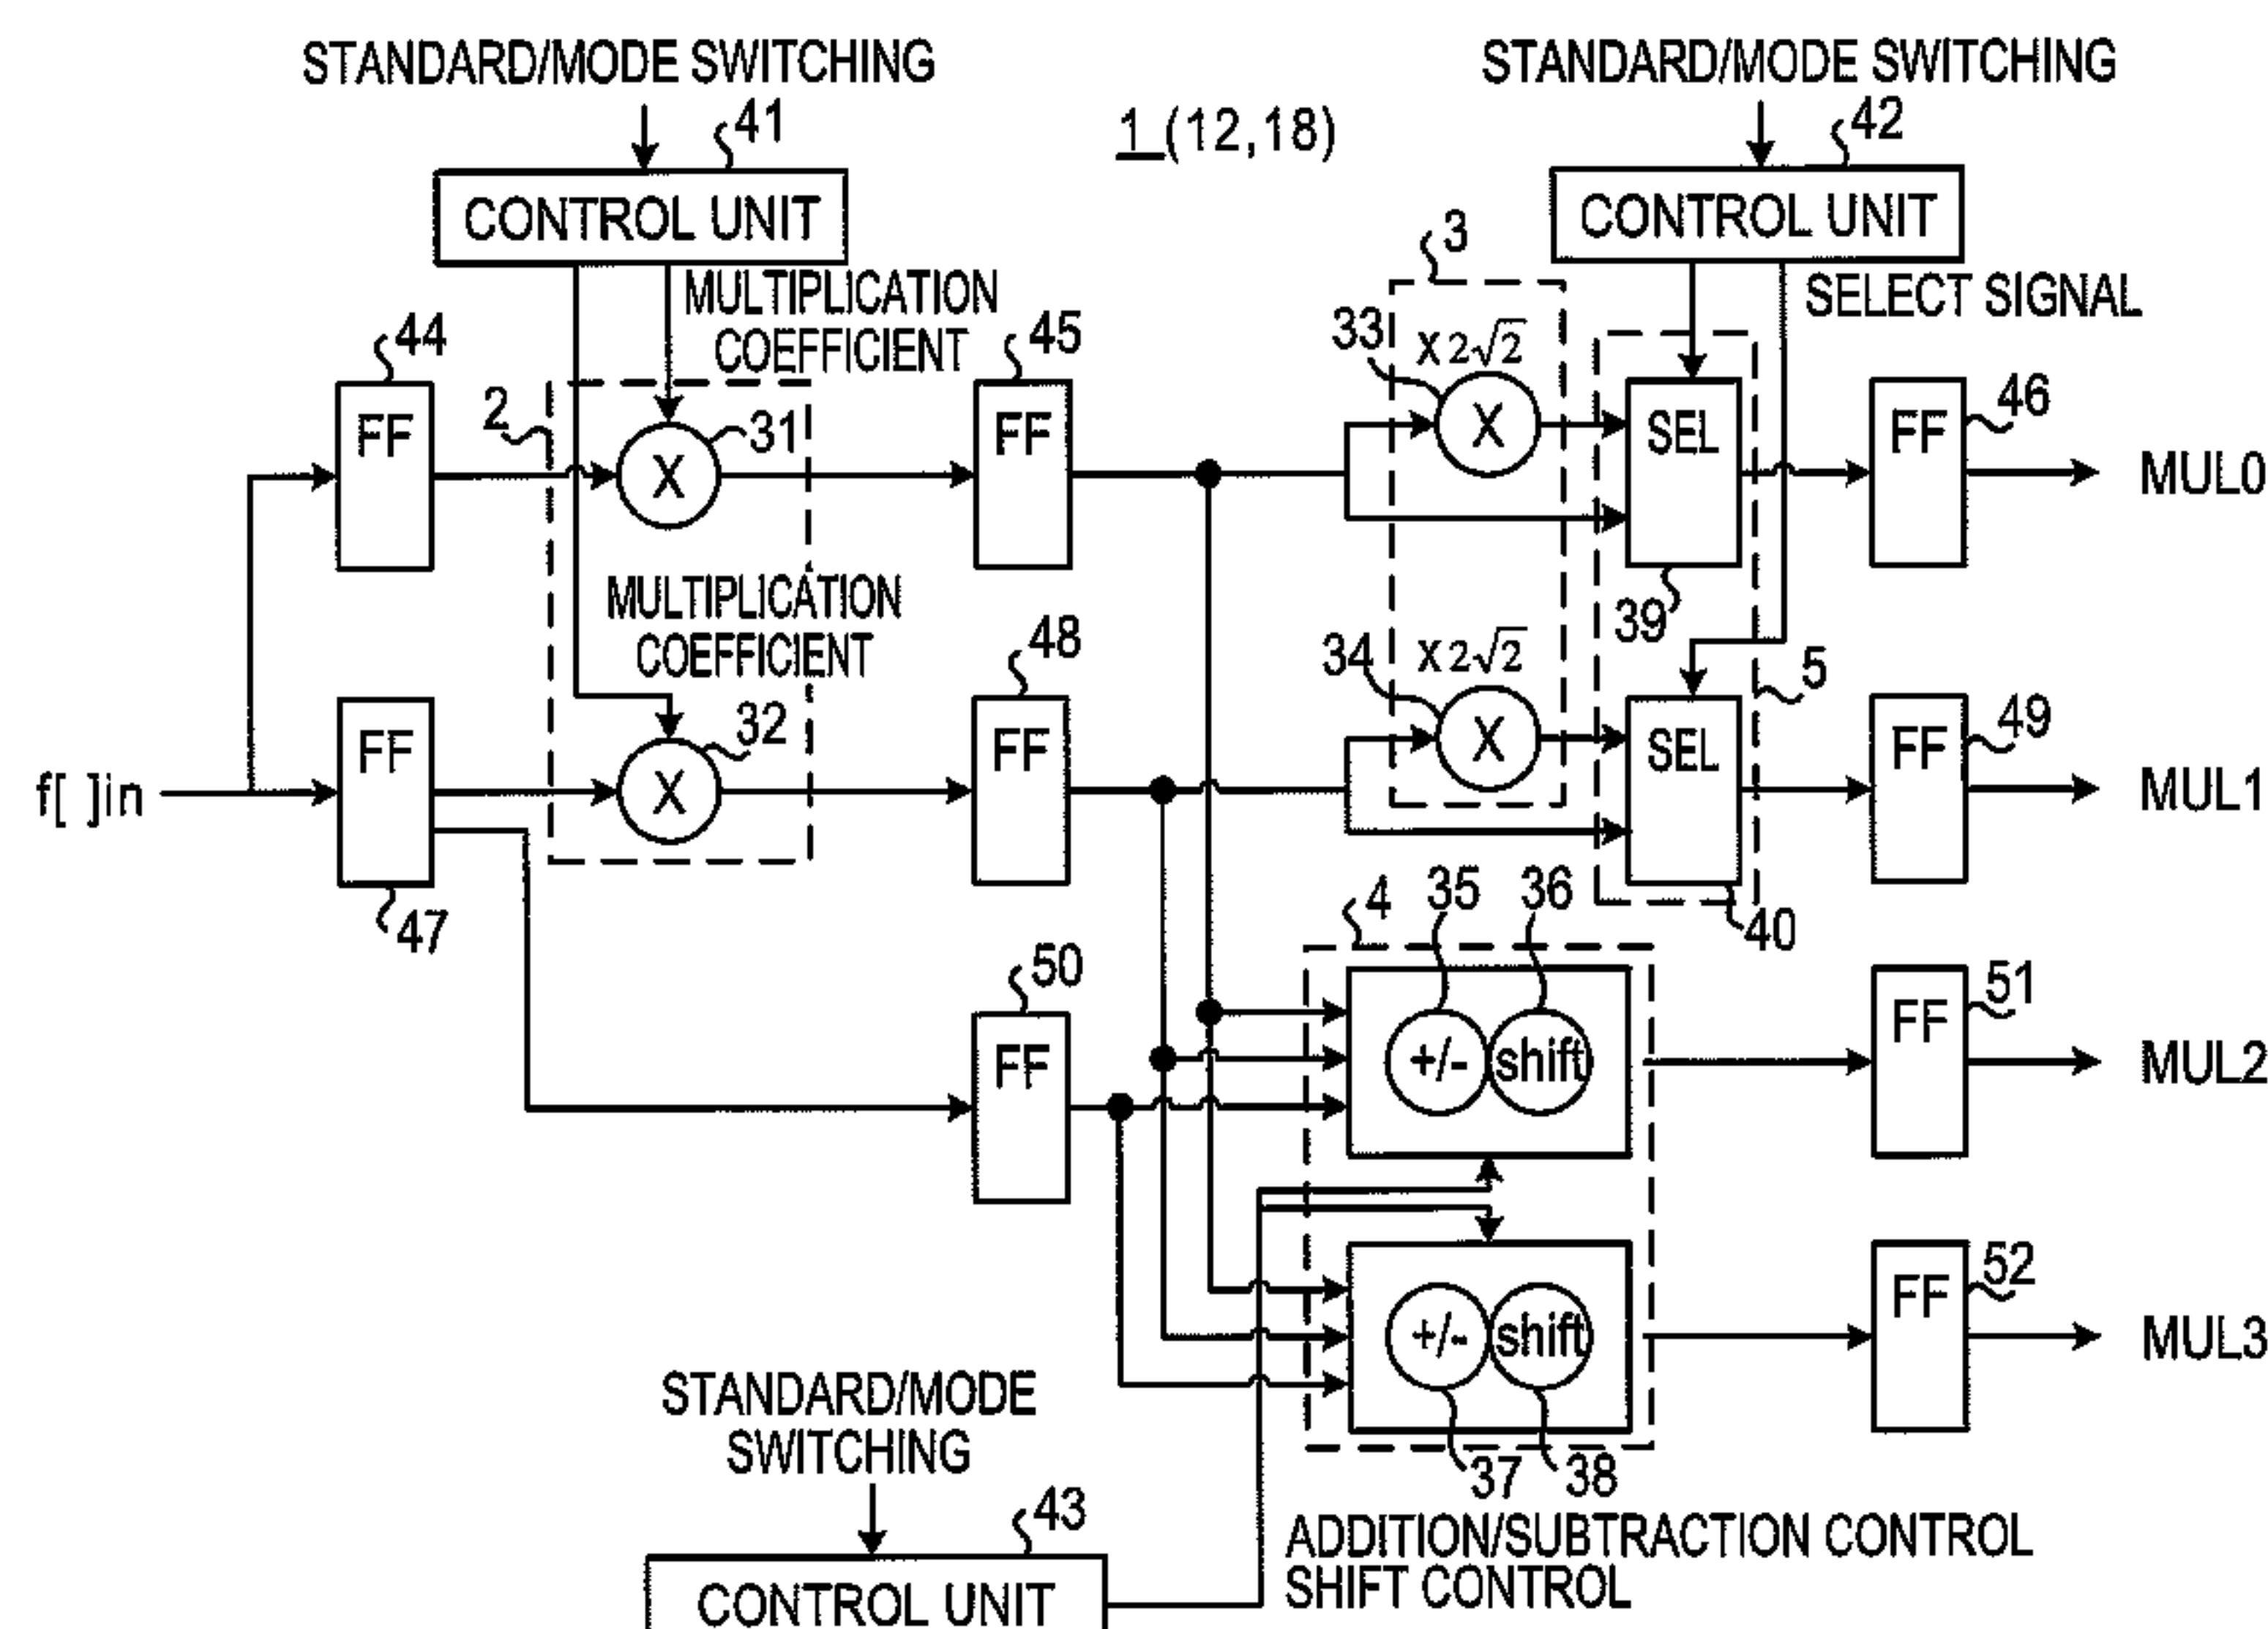 STANDARD/MODE SWITCHING
STANDARD/MODE SWITCHING
41
1 (12,18)
42
CONTROL UNIT
CONTROL UNIT
3
MULTIPLICATION
COEFFICIENT
SELECT SIGNAL
44
45
33
X 2√2
FF
2
31
FF
X
SEL
FF
46
X
MUL0
MULTIPLICATION
COEFFICIENT
39
48
34
X 2√2
5
FF
32
FF
X
SEL
FF
49
f[ ]in
X
MUL1
47
4
35
36
40
50
FF
+/-
shift
FF
51
MUL2
+/-
shift
FF
52
MUL3
STANDARD/MODE
SWITCHING
37
38
43
ADDITION/SUBTRACTION CONTROL
SHIFT CONTROL
CONTROL UNIT